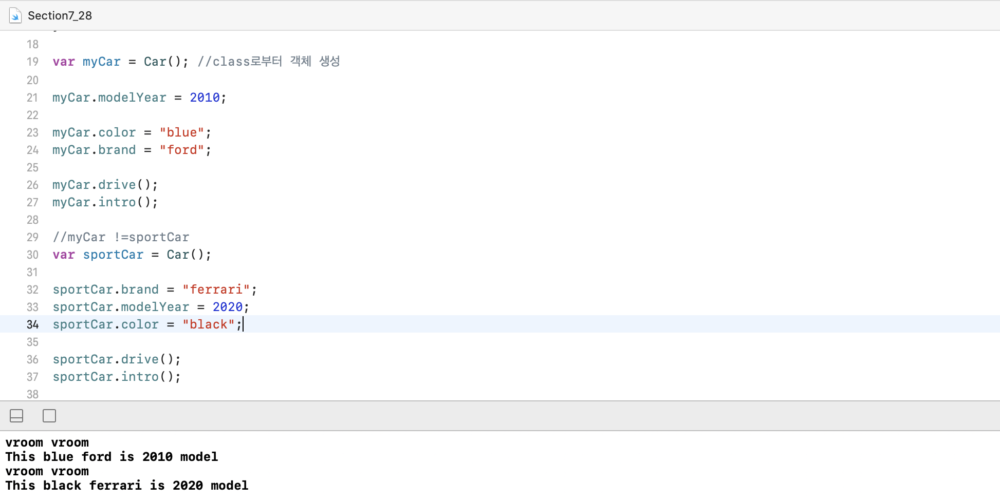 Section7_28
18
19 var myCar = Car(); //class로부터 객체 생성
20
21 myCar.modelYear = 2010;
22
23 myCar.color = "blue";
24 myCar.brand = "ford";
25
26 myCar.drive();
27 myCar.intro();
28
29 //myCar !=sportCar
30 var sportCar = Car();
31
32 sportCar.brand = "ferrari";
33 sportCar.modelYear = 2020;
34 sportCar.color = "black";
35
36 sportCar.drive();
37 sportCar.intro();
38
vroom vroom
This blue ford is 2010 model
vroom vroom
This black ferrari is 2020 model